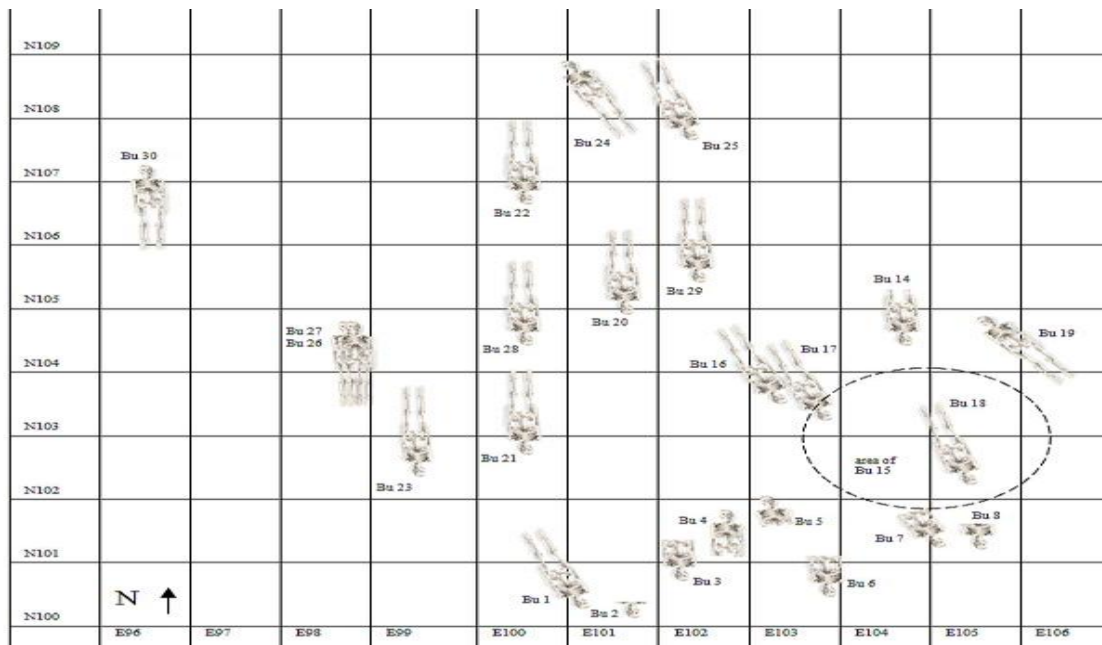 N109
N108
Bu 24
Bu 25
Bu 30
N107
Bu 22
N106
Bu 29
Bu 14
N105
Bu 20
Bu 27
Bu 26
Bu 28
Bu 19
Bu 17
Bu 16
N104
Bu 18
N103
Bu 21
area of
Bu 15
Bu 23
N102
Bu 4
Bu 5
Bu 8
Bu 7
N101
Bu 3
Bu 6
Bu 1
Bu 2
N
N100
E96
E97
E98
E99
E100
E101
E102
E103
E104
E105
E106